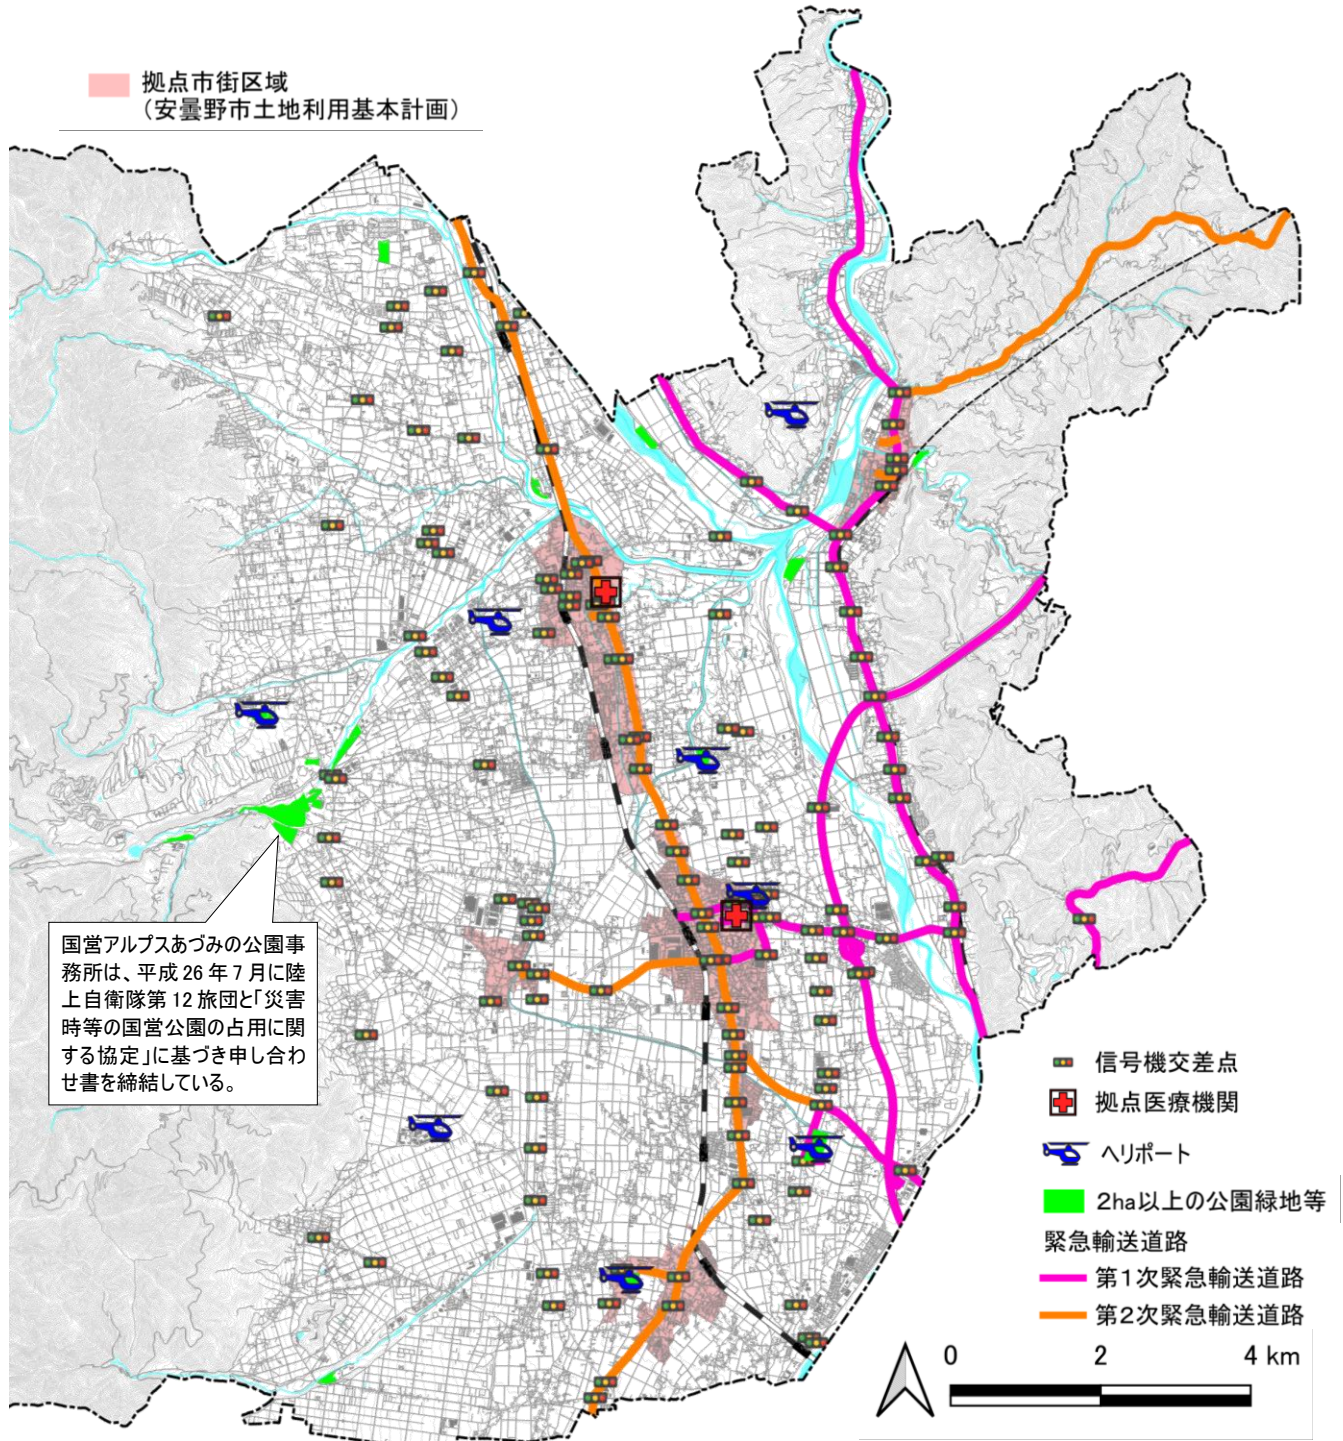 拠点市街区域
(安曇野市土地利用基本計画)
国営アルプスあづみの公園事
務所は、平成 26 年 7 月に陸
上自衛隊第 12 旅団と「災害
時等の国営公園の占用に関
する協定」に基づき申し合わ
せ書を締結している。
信号機交差点
拠点医療機関
ヘリポート
2ha以上の公園緑地等
緊急輸送道路
第1次緊急輸送道路
第2次緊急輸送道路
0 2 4 km